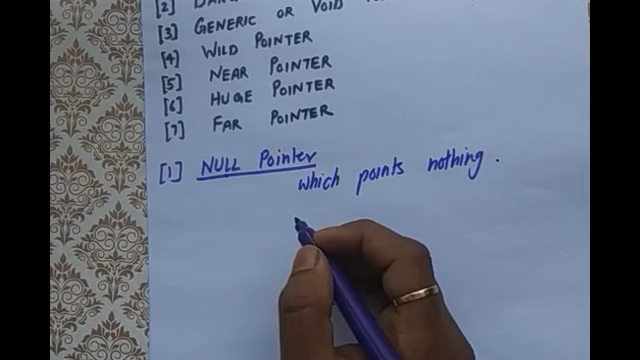 [2]
[3] GENERIC OR VOID
[4] WILD POINTER
[5] NEAR POINTER
[6] HUGE POINTER
[7] FAR POINTER
[1] NULL Pointer
which points nothing.